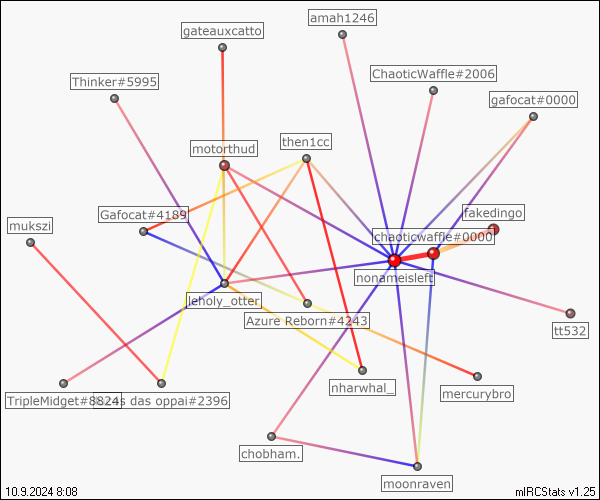 amah1246
gateauxcatto
ChaoticWaffle#2006
Thinker#5995
gafocat#0000
then1cc
motorthud
fakedingo
Gafocat#4189
mukszi
chaoticwaffle#0000
nonameisleft
leholy_otter
Azure Reborn#4243
tt532
nharwhal_
mercurybro
TripleMidget#8824
das oppai#2396
chobham.
moonraven
10.9.2024 8:08
mIRCStats v1.25